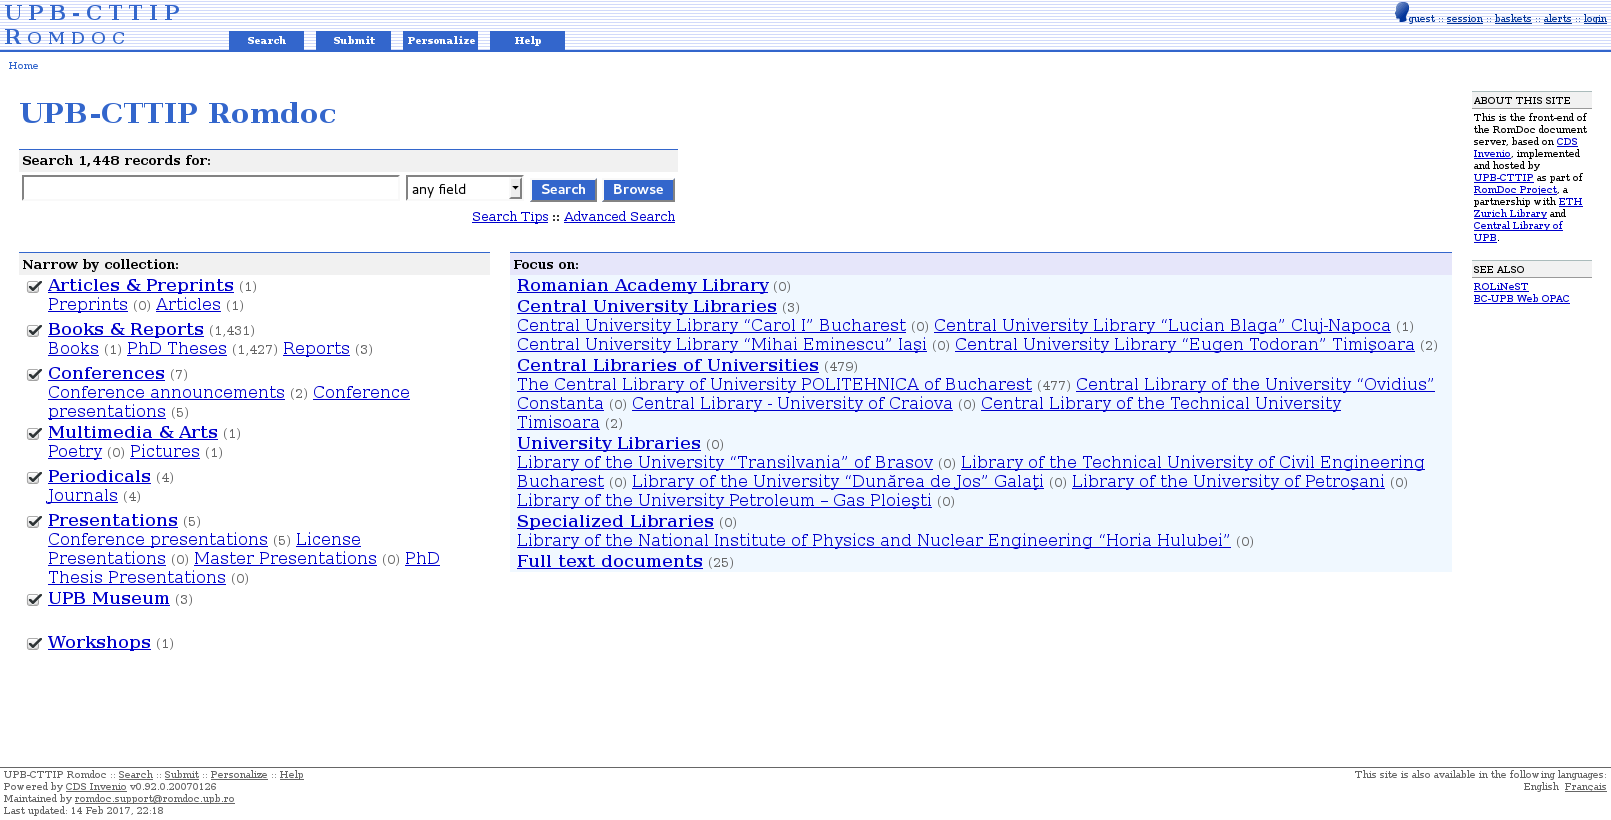 UPB-CTTIP
ROMDOC
Search Submit Personalize Help
guest :: session :: baskets :: alerts :: login
Home
UPB-CTTIP Romdoc
Search 1,448 records for:
any field Search Browse
Search Tips :: Advanced Search
Narrow by collection:
Articles & Preprints (1)
Preprints (0) Articles (1)
Books & Reports (1,431)
Books (1) PhD Theses (1,427) Reports (3)
Conferences (7)
Conference announcements (2) Conference
presentations (5)
Multimedia & Arts (1)
Poetry (0) Pictures (1)
Periodicals (4)
Journals (4)
Presentations (5)
Conference presentations (5) License
Presentations (0) Master Presentations (0) PhD
Thesis Presentations (0)
UPB Museum (3)
Workshops (1)
Focus on:
Romanian Academy Library (0)
Central University Libraries (3)
Central University Library “Carol I” Bucharest (0) Central University Library “Lucian Blaga” Cluj-Napoca (1)
Central University Library “Mihai Eminescu” Iaşi (0) Central University Library “Eugen Todoran” Timişoara (2)
Central Libraries of Universities (479)
The Central Library of University POLITEHNICA of Bucharest (477) Central Library of the University “Ovidius”
Constanta (0) Central Library - University of Craiova (0) Central Library of the Technical University
Timisoara (2)
University Libraries (0)
Library of the University “Transilvania” of Brasov (0) Library of the Technical University of Civil Engineering
Bucharest (0) Library of the University “Dunărea de Jos” Galaţi (0) Library of the University of Petroşani (0)
Library of the University Petroleum – Gas Ploieşti (0)
Specialized Libraries (0)
Library of the National Institute of Physics and Nuclear Engineering “Horia Hulubei” (0)
Full text documents (25)
ABOUT THIS SITE
This is the front-end of
the RomDoc document
server, based on CDS
Invenio, implemented
and hosted by
UPB-CTTIP as part of
RomDoc Project, a
partnership with ETH
Zurich Library and
Central Library of
UPB.
SEE ALSO
ROLiNeST
BC-UPB Web OPAC
UPB-CTTIP Romdoc :: Search :: Submit :: Personalize :: Help
Powered by CDS Invenio v0.92.0.20070126
Maintained by romdoc.support@romdoc.upb.ro
Last updated: 14 Feb 2017, 22:18
This site is also available in the following languages:
English Français